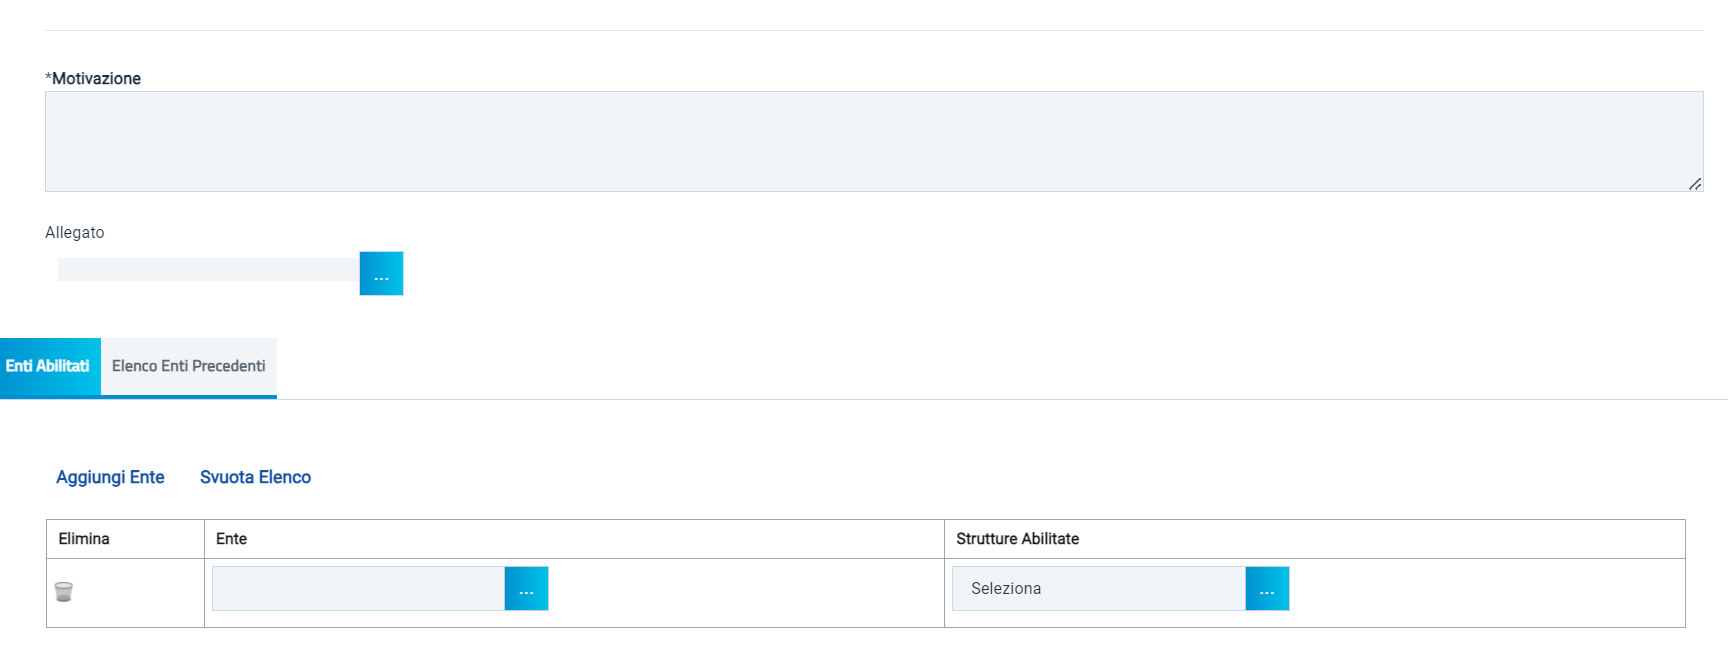 *Motivazione
Allegato
...
Enti Abilitati Elenco Enti Precedenti
Aggiungi Ente Svuota Elenco
Elimina Ente Strutture Abilitate
... Seleziona ...